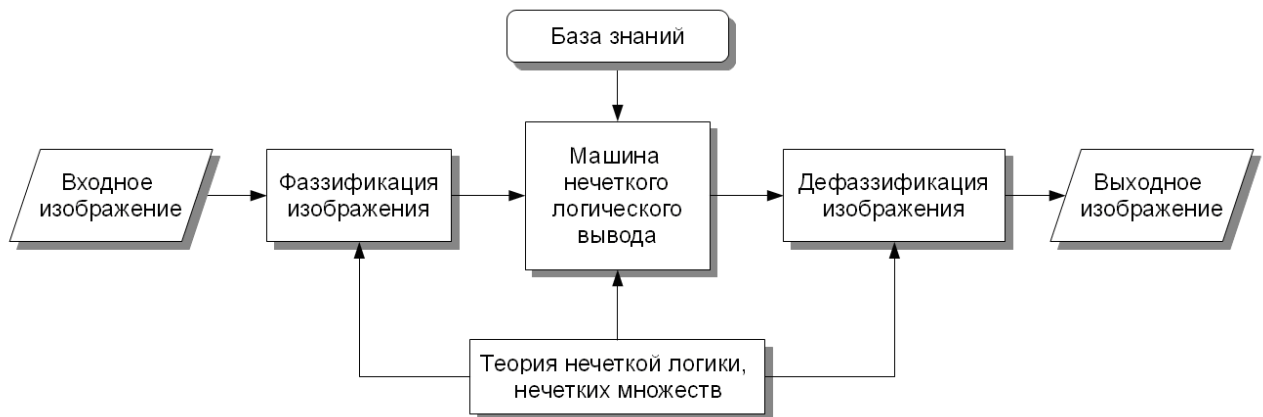 База знаний
Входное
изображение
Фаззификация
изображения
Машина
нечеткого
логического
вывода
Дефаззификация
изображения
Выходное
изображение
Теория нечеткой логики,
нечетких множеств